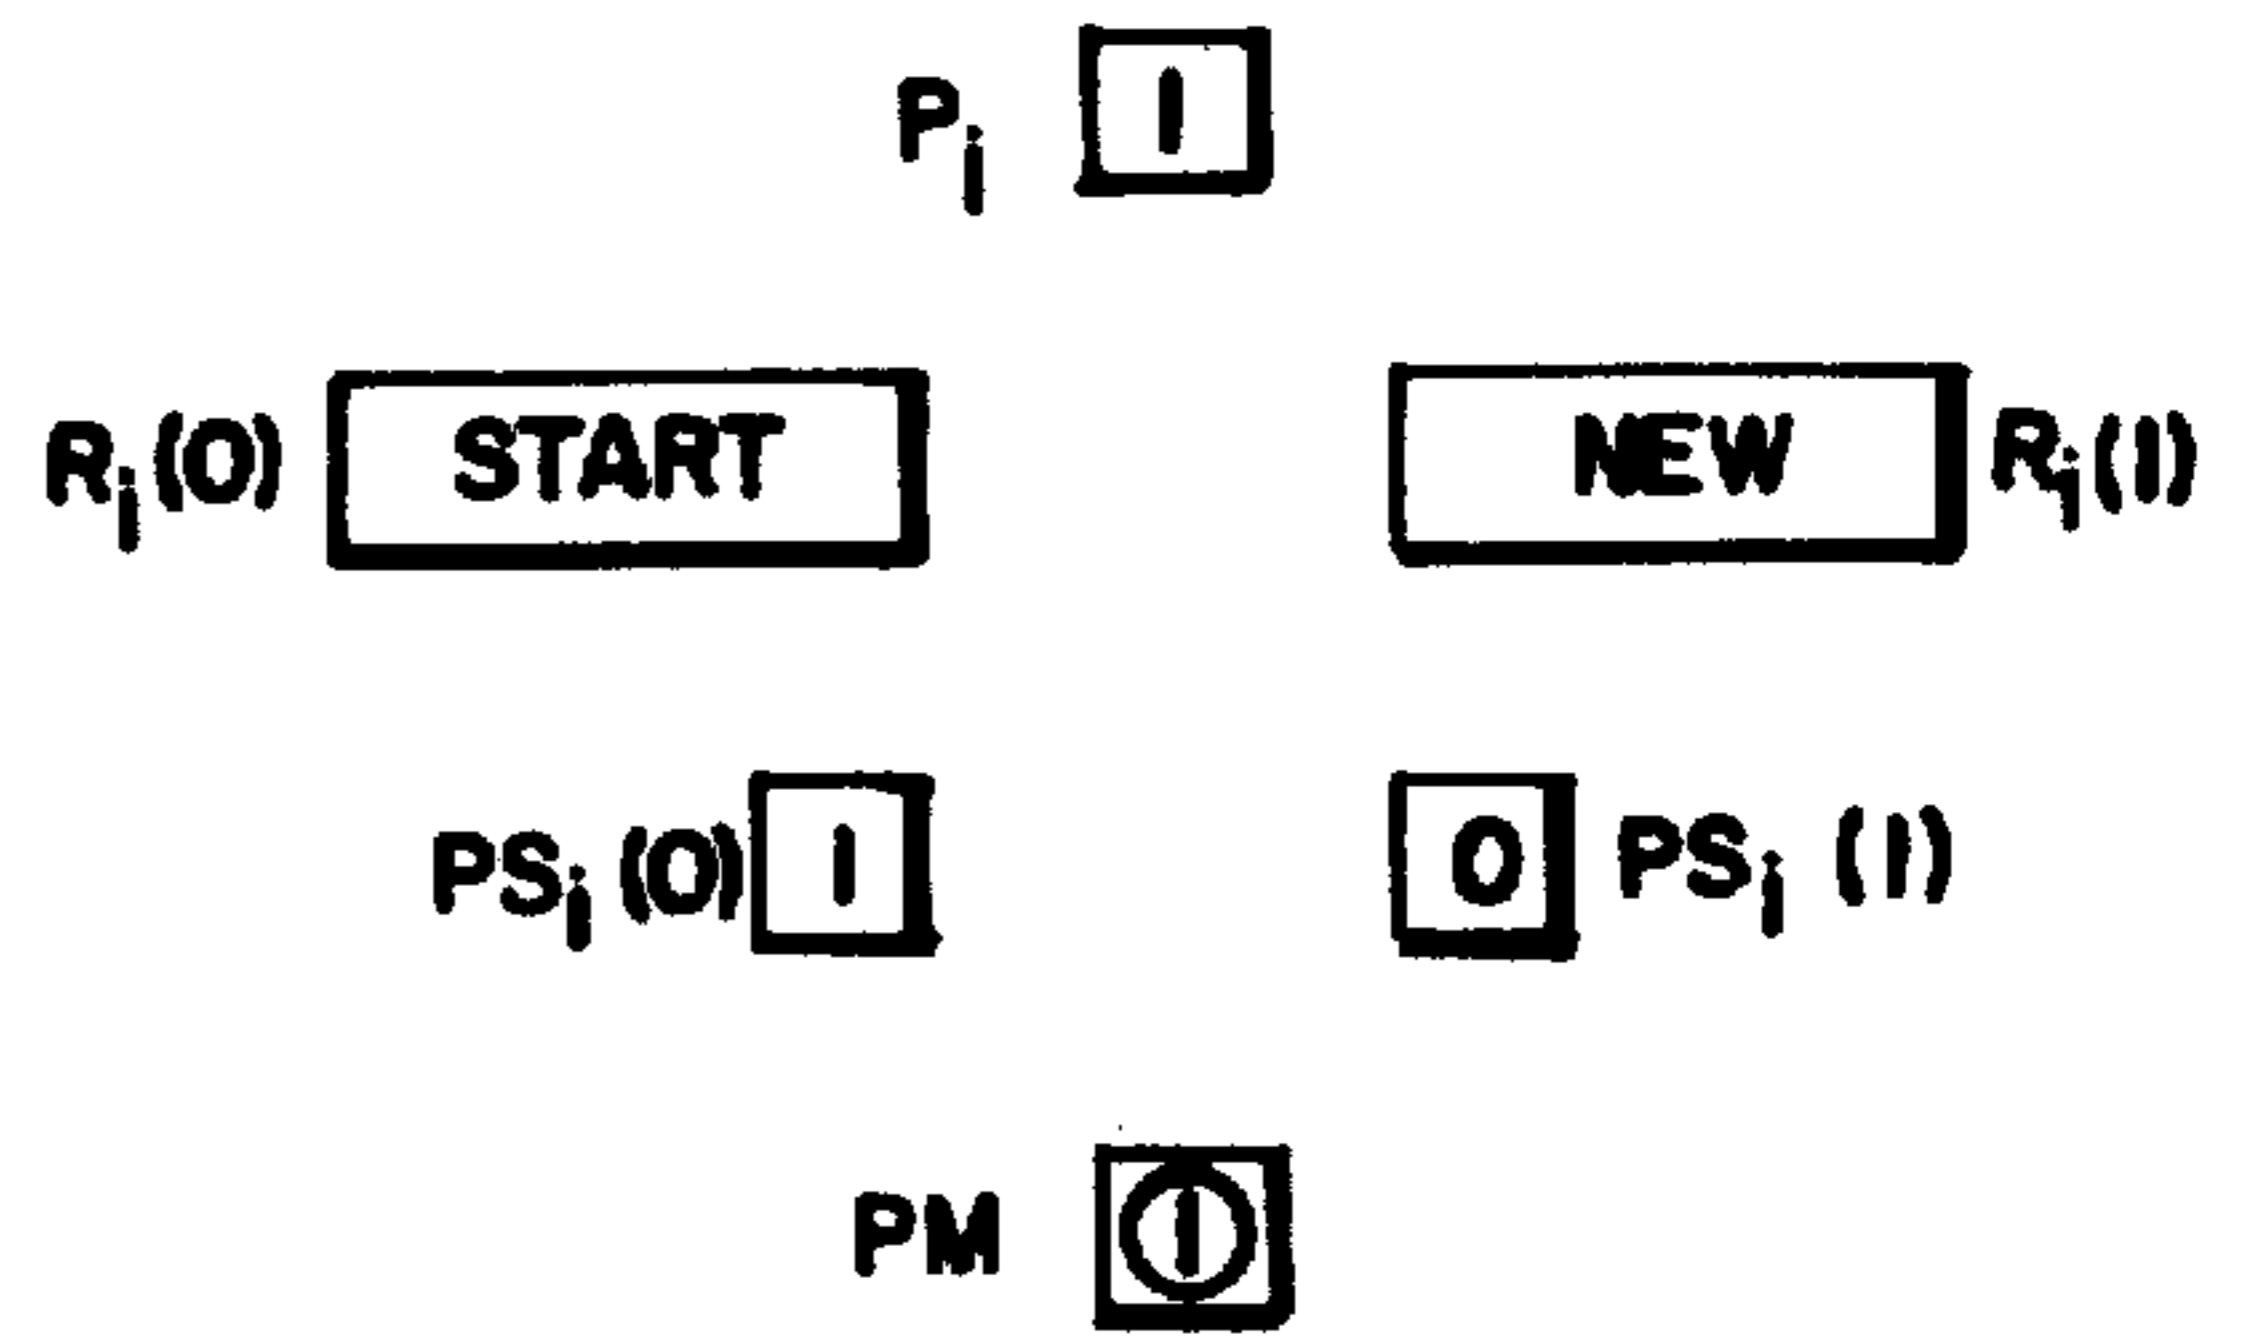 Pi 1
Ri(0) START NEW Ri(1)
PSi (0) 1 0 PSi (1)
PM 1